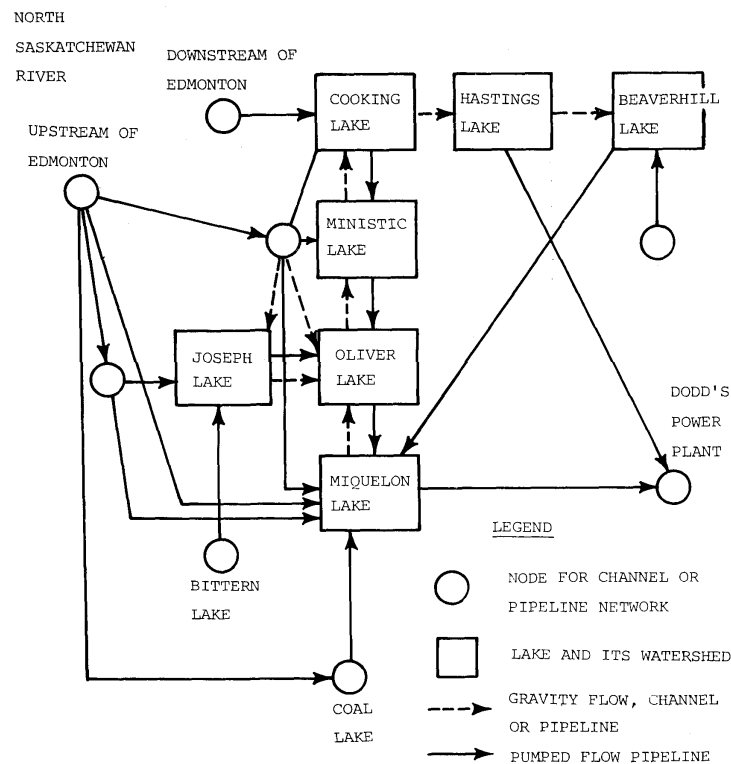 NORTH
SASKATCHEWAN
RIVER
DOWNSTREAM OF
EDMONTON
UPSTREAM OF
EDMONTON
COOKING
LAKE
HASTINGS
LAKE
BEAVERHILL
LAKE
MINISTIC
LAKE
JOSEPH
LAKE
OLIVER
LAKE
DODD'S
POWER
PLANT
MIQUELON
LAKE
BITTERN
LAKE
COAL
LAKE
LEGEND
NODE FOR CHANNEL OR
PIPELINE NETWORK
LAKE AND ITS WATERSHED
GRAVITY FLOW, CHANNEL
OR PIPELINE
PUMPED FLOW PIPELINE